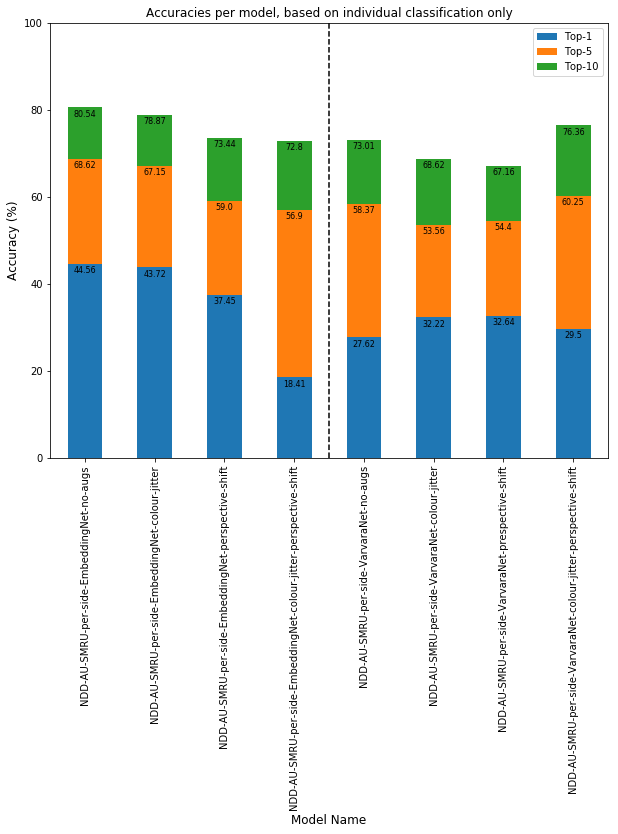 Accuracies per model, based on individual classification only
Top-1
Top-5
Top-10
Accuracy (%)
100
80
60
40
20
0
80.54
68.62
44.56
78.87
67.15
43.72
73.44
59.0
37.45
72.8
56.9
18.41
73.01
58.37
27.62
68.62
53.56
32.22
67.16
54.4
32.64
76.36
60.25
29.5
NDD-AU-SMRU-per-side-EmbeddingNet-no-augs
NDD-AU-SMRU-per-side-EmbeddingNet-colour-jitter
NDD-AU-SMRU-per-side-EmbeddingNet-perspective-shift
NDD-AU-SMRU-per-side-EmbeddingNet-colour-jitter-perspective-shift
NDD-AU-SMRU-per-side-VarvaraNet-no-augs
NDD-AU-SMRU-per-side-VarvaraNet-colour-jitter
NDD-AU-SMRU-per-side-VarvaraNet-prespective-shift
NDD-AU-SMRU-per-side-VarvaraNet-colour-jitter-perspective-shift
Model Name